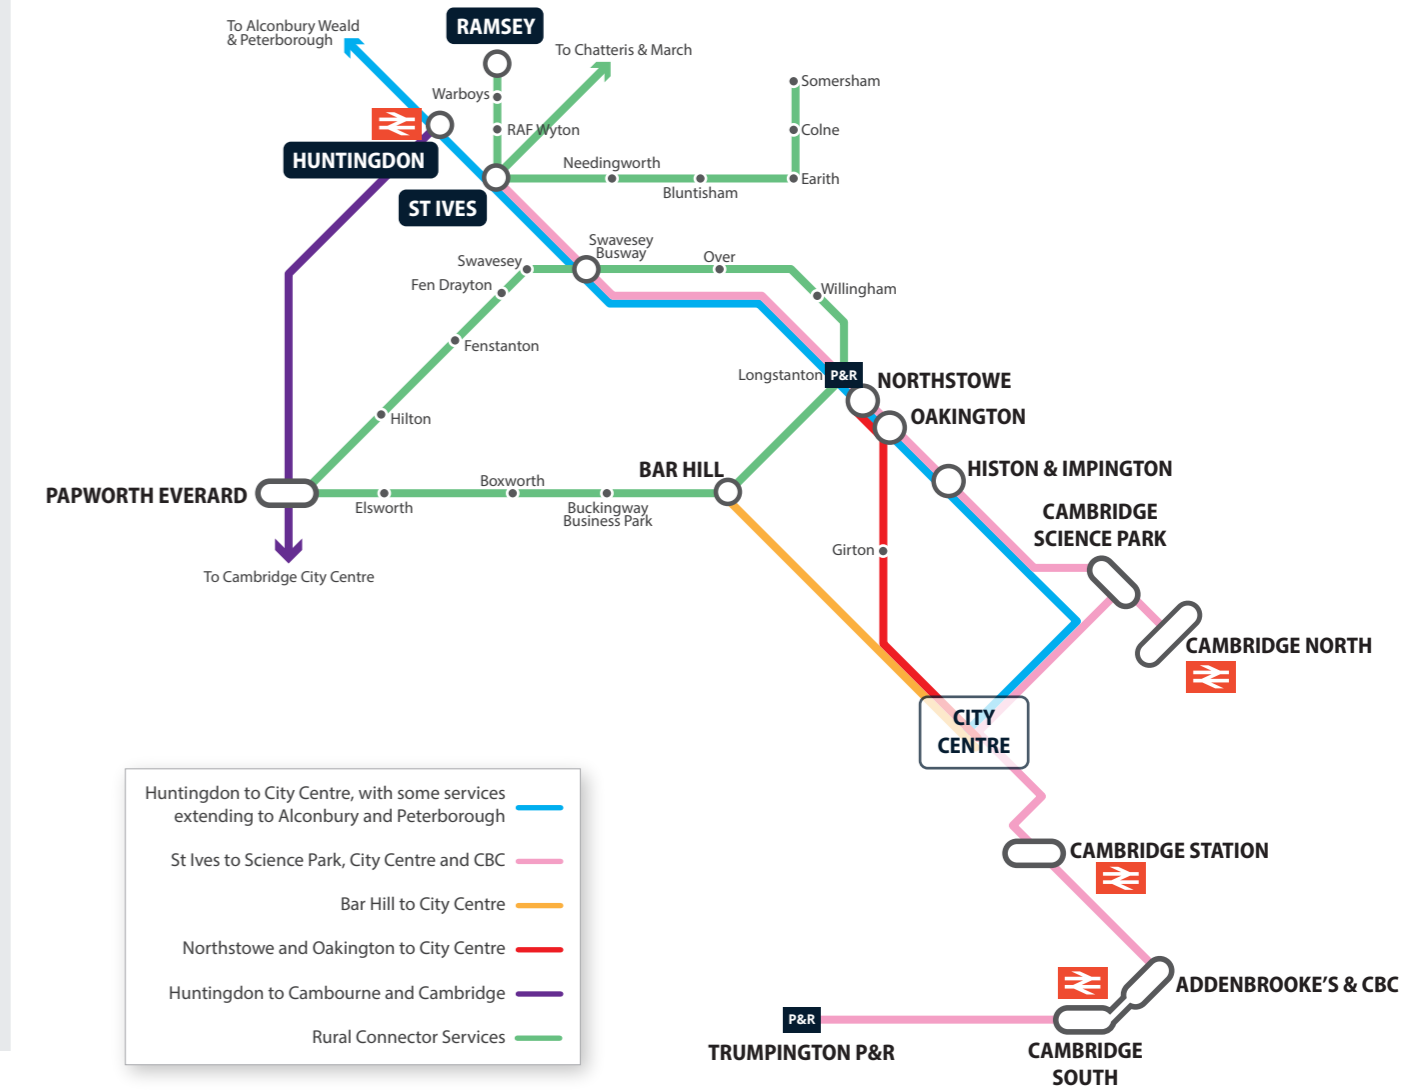 To Alconbury Weald
& Peterborough
RAMSEY
To Chatteris & March
Somersham
Warboys
RAF Wyton
Colne
HUNTINGDON
Needingworth
Bluntisham
Earith
ST IVES
Swavesey
Busway
Swavesey
Over
Fen Drayton
Willingham
Fenstanton
Longstanton
P&R
NORTHSTOWE
OAKINGTON
Hilton
BAR HILL
HISTON & IMPINGTON
PAPWORTH EVERARD
Elsworth
Boxworth
Buckingway
Business Park
CAMBRIDGE
SCIENCE PARK
Girton
To Cambridge City Centre
CAMBRIDGE NORTH
CITY
CENTRE
Huntingdon to City Centre, with some services
extending to Alconbury and Peterborough
St Ives to Science Park, City Centre and CBC
Bar Hill to City Centre
Northstowe and Oakington to City Centre
Huntingdon to Cambourne and Cambridge
Rural Connector Services
CAMBRIDGE STATION
ADDENBROOKE'S & CBC
P&R
TRUMPINGTON P&R
CAMBRIDGE
SOUTH